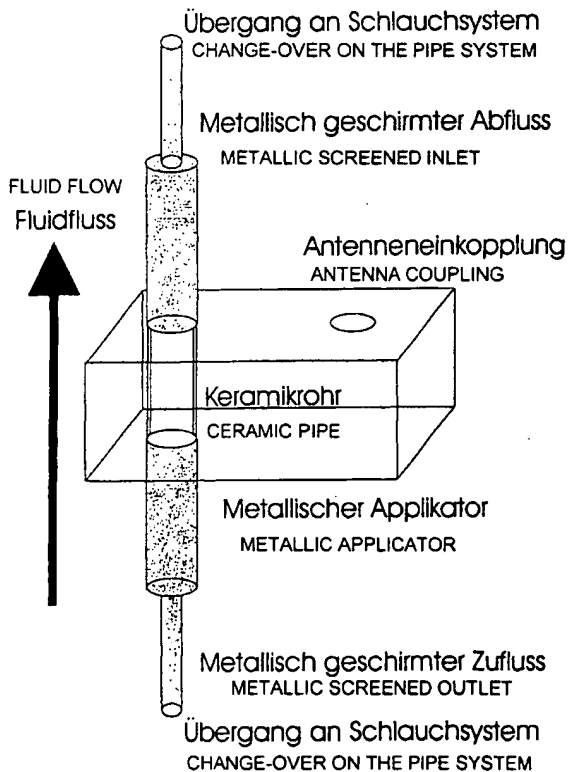 Übergang an Schlauchsystem
CHANGE-OVER ON THE PIPE SYSTEM
Metallisch geschirmter Abfluss
METALLIC SCREENED INLET
FLUID FLOW
Fluidfluss
Antenneneinkopplung
ANTENNA COUPLING
Keramikrohr
CERAMIC PIPE
Metallischer Applikator
METALLIC APPLICATOR
Metallisch geschirmter Zufluss
METALLIC SCREENED OUTLET
Übergang an Schlauchsystem
CHANGE-OVER ON THE PIPE SYSTEM